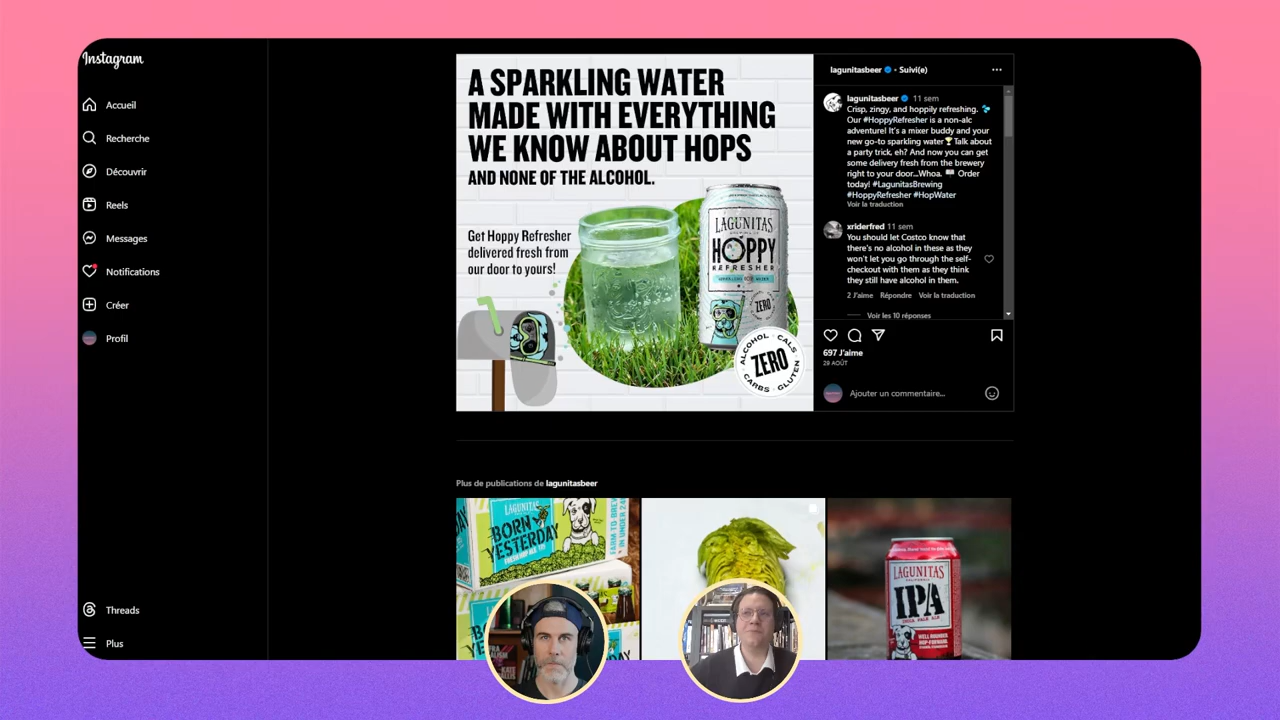 Instagram
Accueil
Recherche
Découvrir
Reels
Messages
Notifications
Créer
Profil
Threads
Plus
A SPARKLING WATER
MADE WITH EVERYTHING
WE KNOW ABOUT HOPS
AND NONE OF THE ALCOHOL.
Get Hoppy Refresher
delivered fresh from
our door to yours!
LAGUNITAS
HOPPY
REFRESHER
ZERO
ALCOHOL · CALS
ZERO
CARBS · GLUTEN
lagunitasbeer • Suivi(e)
lagunitasbeer 11 sem
Crisp, zingy, and hoppily refreshing.
Our #HoppyRefresher is a non-alc
adventure! It's a mixer buddy and your
new go-to sparkling water Talk about
a party trick, eh? And now you can get
some delivery fresh from the brewery
right to your door...Whoa. Order
today! #LagunitasBrewing
#HoppyRefresher #HopWater
Voir la traduction
xriderfred 11 sem
You should let Costco know that
there's no alcohol in these as they
won't let you go through the self-
checkout with them as they think
they still have alcohol in them.
2 J'aime Répondre Voir la traduction
Voir les 10 réponses
697 J'aime
29 AOÛT
Ajouter un commentaire...
Plus de publications de lagunitasbeer
LAGUNITAS
BORN
YESTERDAY
LAGUNITAS
CALIFORNIA
IPA
INDIA PALE ALE
WELL ROUNDED
HOP-FORWARD